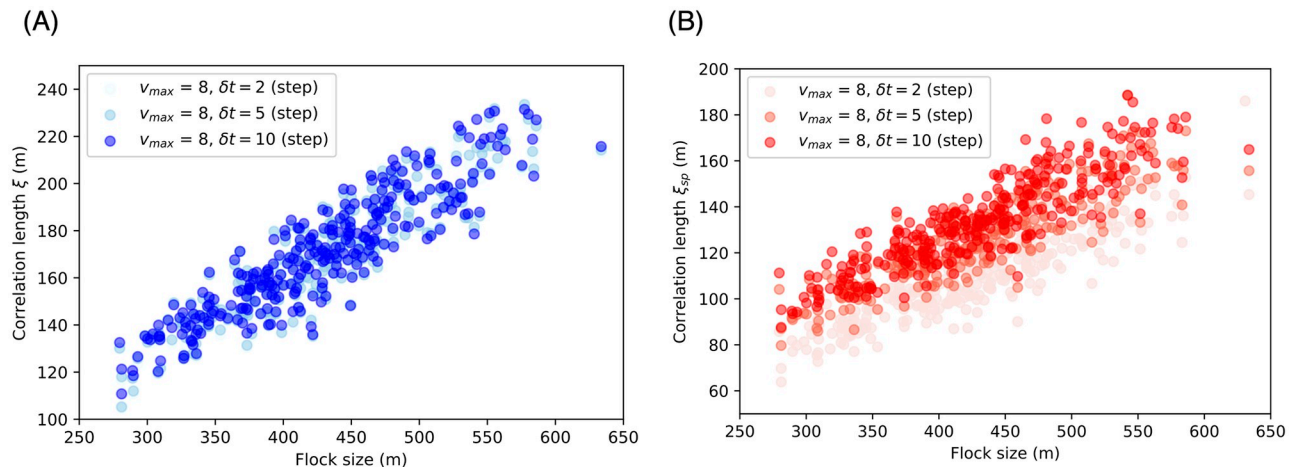 (A)
(B)
v_max = 8, δt = 2 (step)
v_max = 8, δt = 5 (step)
v_max = 8, δt = 10 (step)
240
220
200
180
160
140
120
100
Correlation length ξ (m)
250 300 350 400 450 500 550 600 650
Flock size (m)
v_max = 8, δt = 2 (step)
v_max = 8, δt = 5 (step)
v_max = 8, δt = 10 (step)
200
180
160
140
120
100
80
60
Correlation length ξ_sp (m)
250 300 350 400 450 500 550 600 650
Flock size (m)